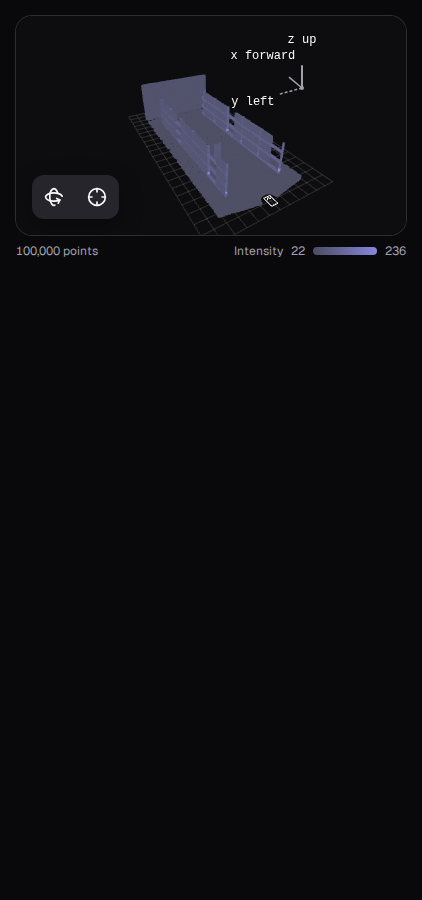 z up
x forward
y left
100,000 points
Intensity 22 236